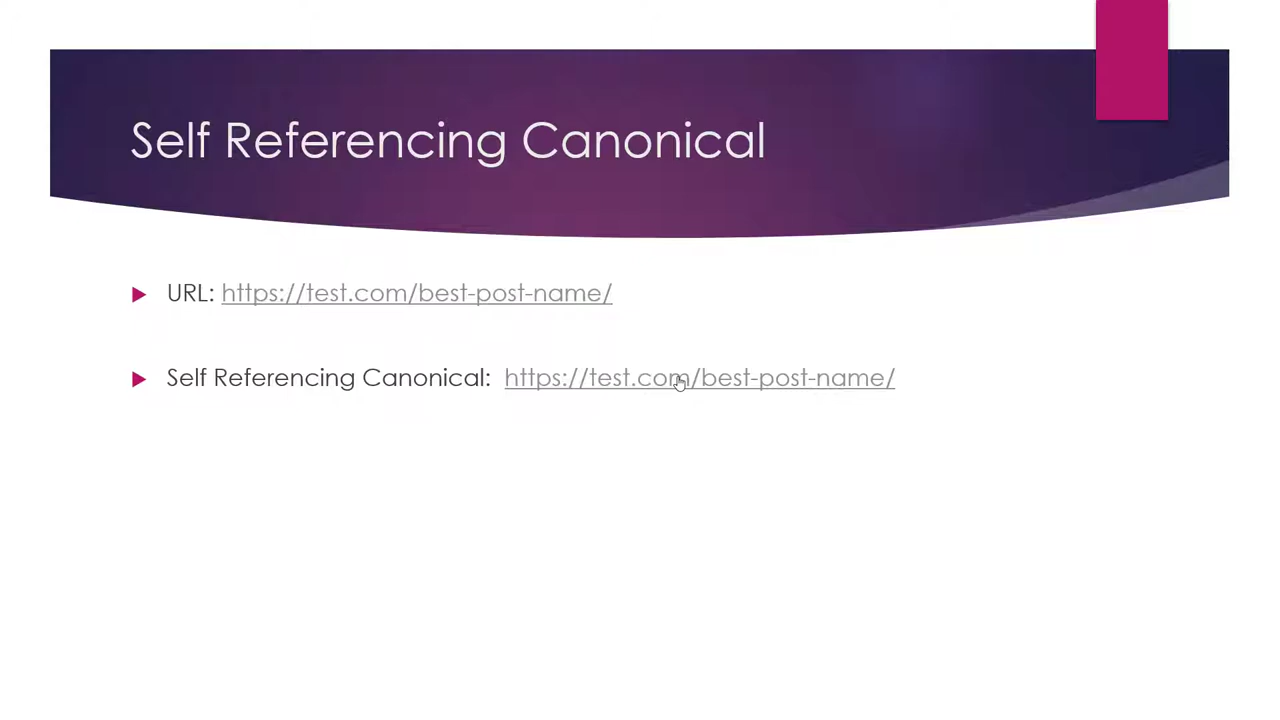 Self Referencing Canonical
URL: https://test.com/best-post-name/
Self Referencing Canonical: https://test.com/best-post-name/